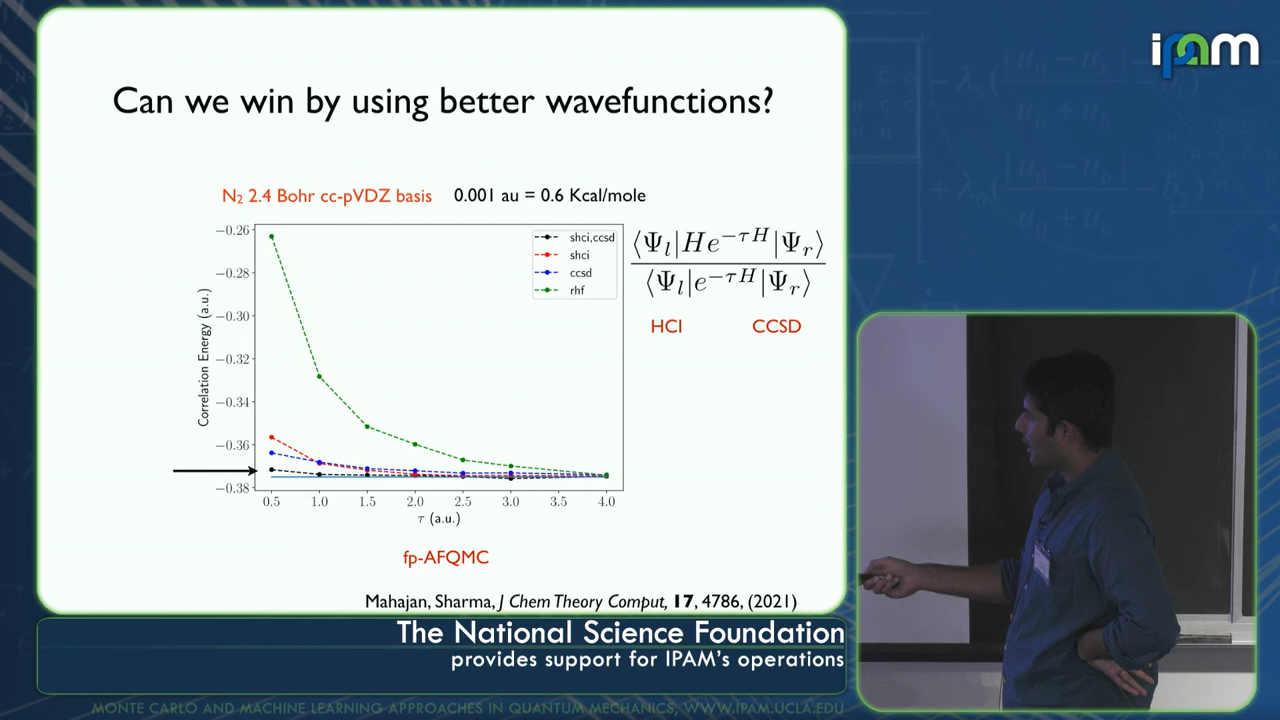 ipam
Can we win by using better wavefunctions?
N₂ 2.4 Bohr cc-pVDZ basis 0.001 au = 0.6 Kcal/mole
−0.26
−0.28
−0.30
−0.32
−0.34
−0.36
−0.38
Correlation Energy (a.u.)
shci,ccsd
shci
ccsd
rhf
⟨Ψ_l|He^{−τH}|Ψ_r⟩
⟨Ψ_l|e^{−τH}|Ψ_r⟩
HCI CCSD
0.5 1.0 1.5 2.0 2.5 3.0 4.0
τ (a.u.)
fp-AFQMC
Mahajan, Sharma, J Chem Theory Comput, 17, 4786, (2021)
The National Science Foundation
provides support for IPAM's operations
MONTE CARLO AND MACHINE LEARNING APPROACHES IN QUANTUM MECHANICS, WWW.IPAM.UCLA.EDU